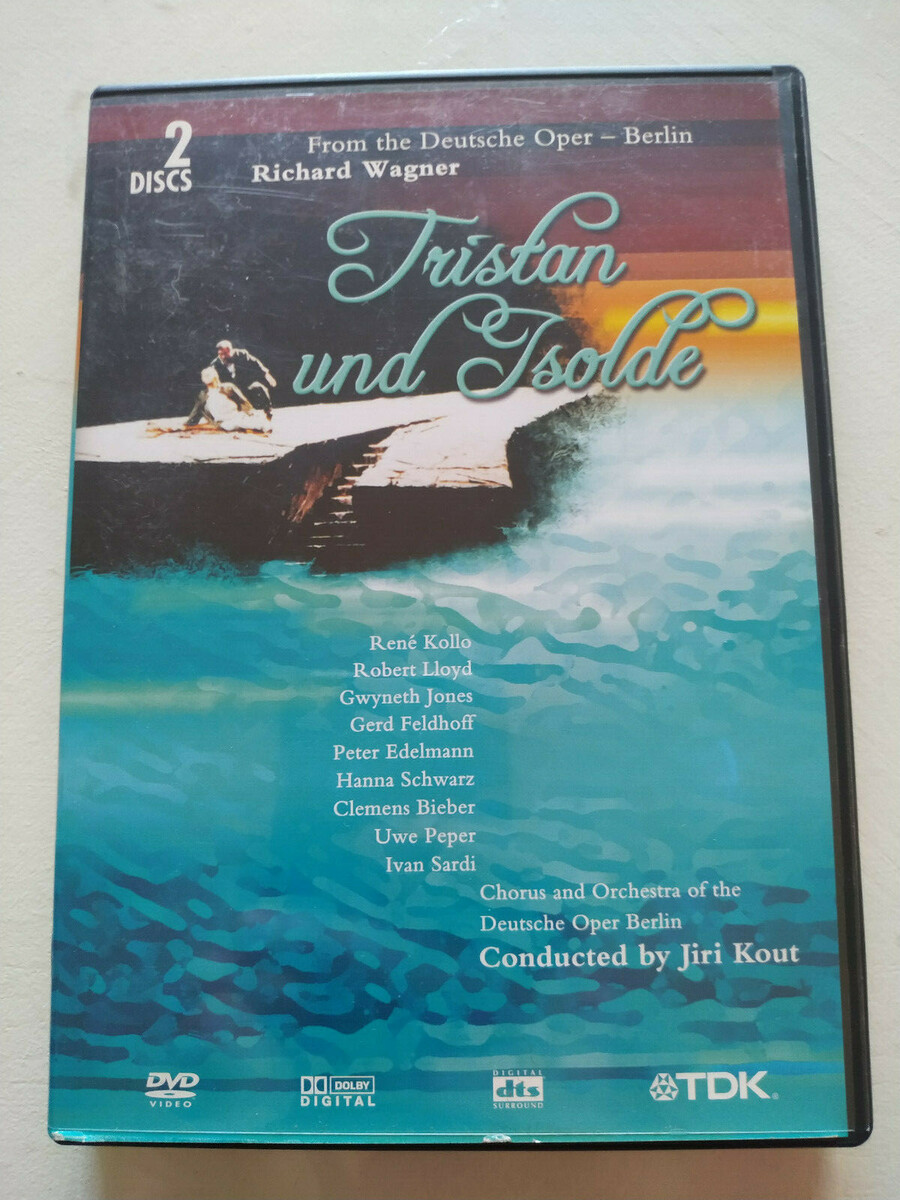 2
DISCS
From the Deutsche Oper – Berlin
Richard Wagner
Tristan
und Isolde
René Kollo
Robert Lloyd
Gwyneth Jones
Gerd Feldhoff
Peter Edelmann
Hanna Schwarz
Clemens Bieber
Uwe Peper
Ivan Sardi
Chorus and Orchestra of the
Deutsche Oper Berlin
Conducted by Jiri Kout
DVD
VIDEO
DOLBY
DIGITAL
DIGITAL
dts
SURROUND
TDK®